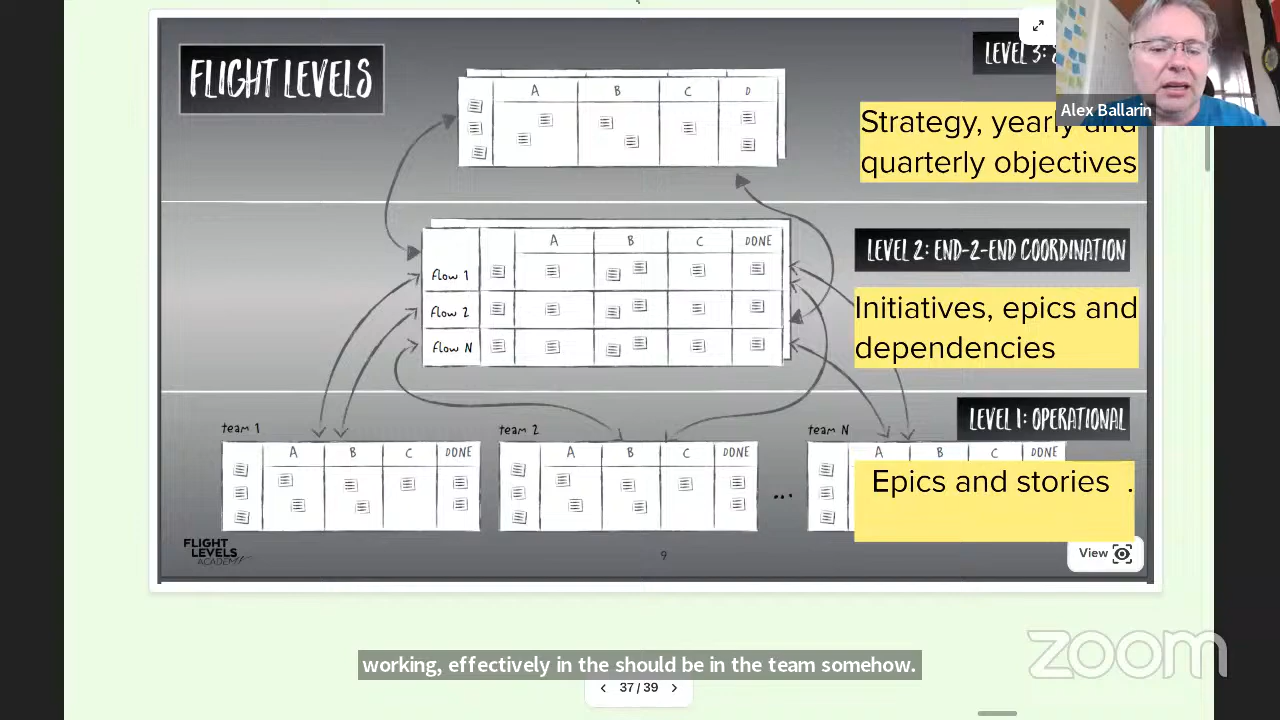 FLIGHT LEVELS
LEVEL 3:
Alex Ballarin
Strategy, yearly and
quarterly objectives
A B C D
LEVEL 2: END-2-END COORDINATION
Initiatives, epics and
dependencies
A B C DONE
flow 1
flow 2
flow N
LEVEL 1: OPERATIONAL
Epics and stories .
team 1
A B C DONE
team 2
A B C DONE
...
team N
A B C DONE
FLIGHT
LEVELS
ACADEMY
9
View
working, effectively in the should be in the team somehow.
37 / 39
zoom